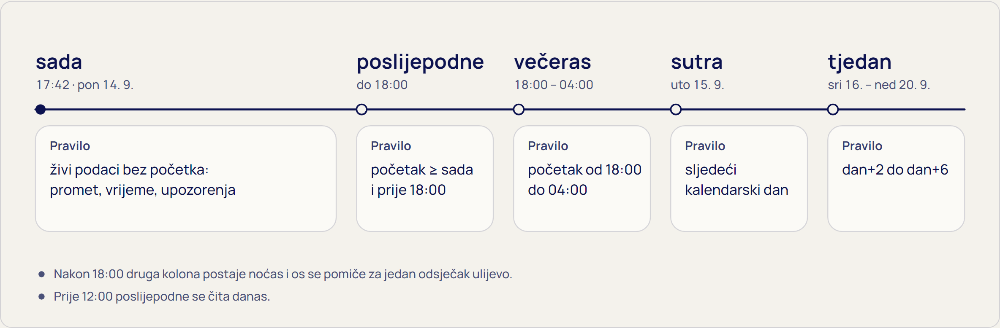 sada
17:42 · pon 14. 9.
poslijepodne
do 18:00
večeras
18:00 – 04:00
sutra
uto 15. 9.
tjedan
sri 16. – ned 20. 9.
Pravilo
živi podaci bez početka:
promet, vrijeme, upozorenja
Pravilo
početak ≥ sada
i prije 18:00
Pravilo
početak od 18:00
do 04:00
Pravilo
sljedeći
kalendarski dan
Pravilo
dan+2 do dan+6
Nakon 18:00 druga kolona postaje noćas i os se pomiče za jedan odsječak ulijevo.
Prije 12:00 poslijepodne se čita danas.